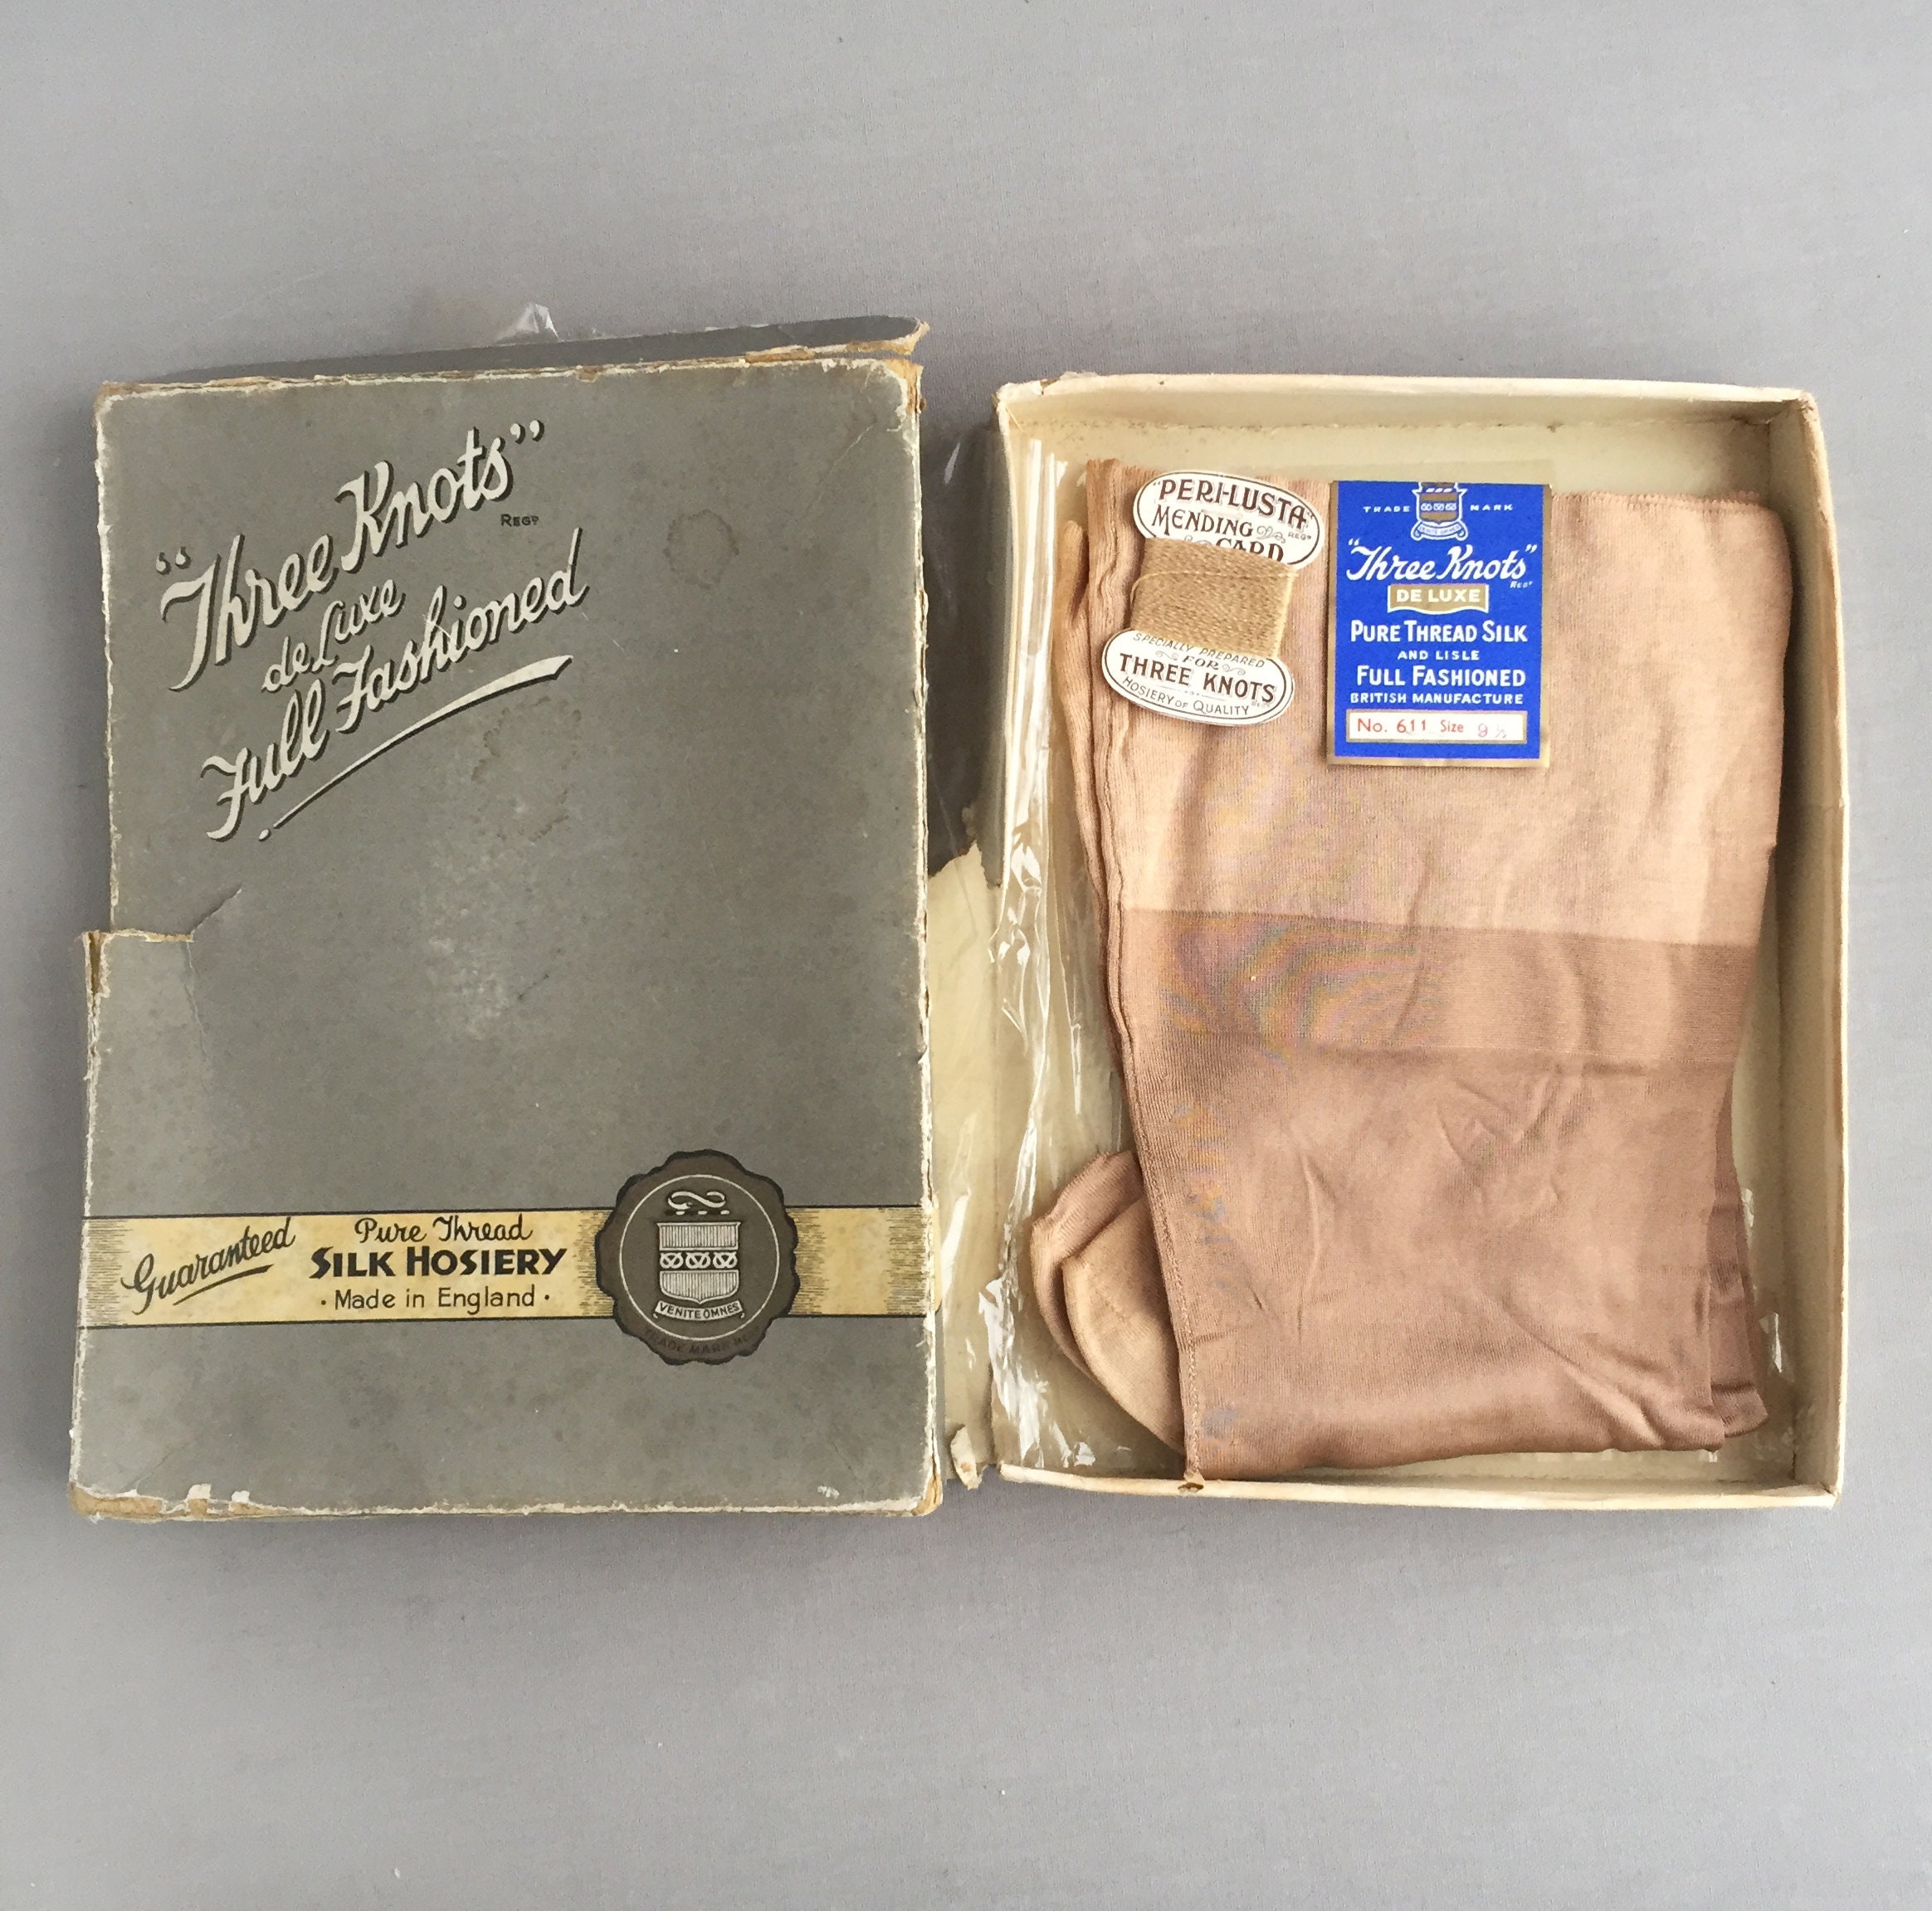 "Three Knots"
REGD
de Luxe
Full Fashioned
Guaranteed
Pure Thread
SILK HOSIERY
· Made in England ·
VENITE OMNES
"PERI-LUSTA"
MENDING REGD
CARD
SPECIALLY PREPARED
FOR
THREE KNOTS
HOSIERY OF QUALITY
TRADE MARK
"Three Knots"
REGD
DE LUXE
PURE THREAD SILK
AND LISLE
FULL FASHIONED
BRITISH MANUFACTURE
No. 611 Size 9½